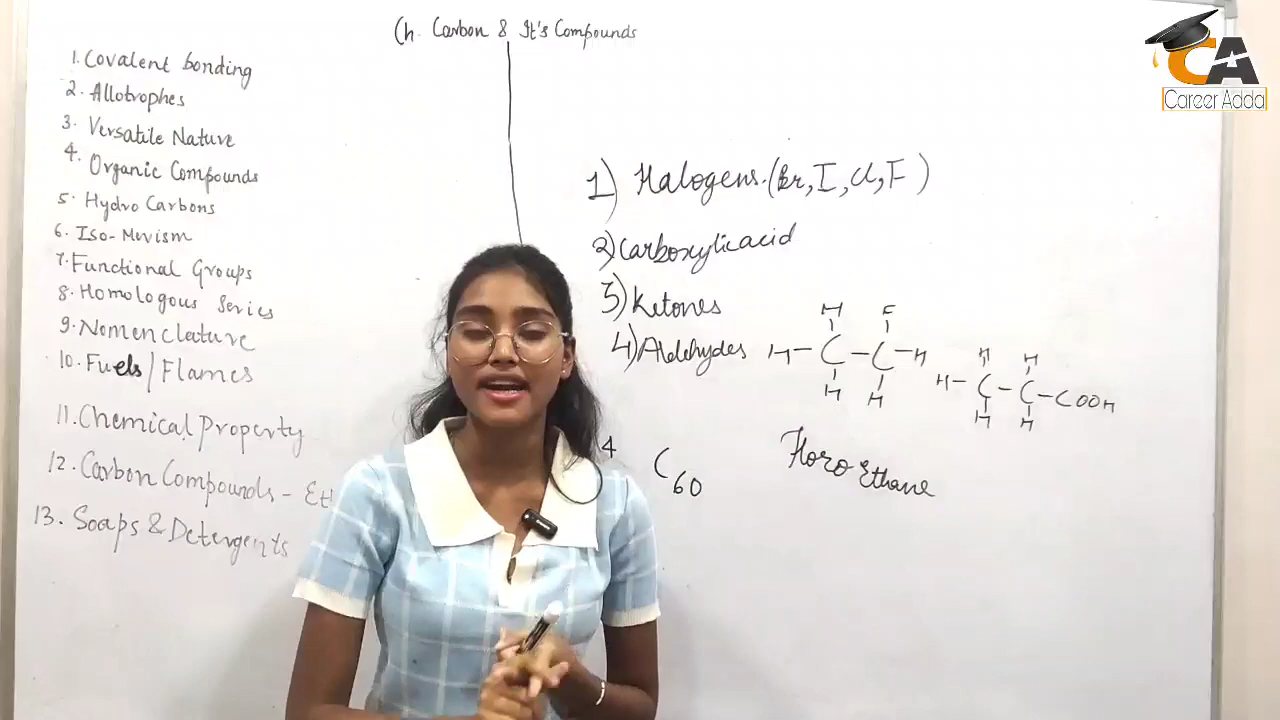 Ch. Carbon & It's Compounds
1. Covalent bonding
2. Allotrophes
3. Versatile Nature
4. Organic Compounds
5. Hydro Carbons
6. Iso-Merism
7. Functional Groups
8. Homologous Series
9. Nomenclature
10. Fuels/Flames
11. Chemical Property
12. Carbon Compounds - Et
13. Soaps & Detergents
1) Halogens. (Br, I, Cl, F)
2) Carboxylic acid
3) Ketones
4) Aldehydes
H F
H - C - C - H
H H
H H
H - C - C - COOH
H H
4 C60
Floro Ethane
CA
Career Adda